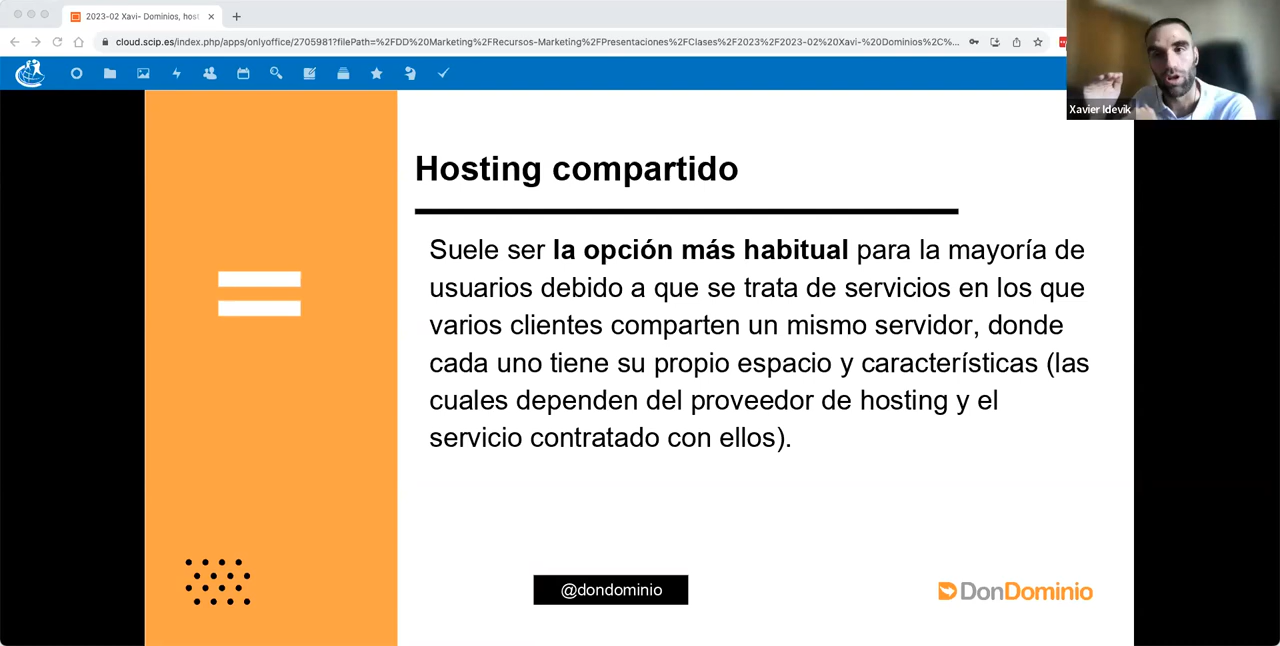 2023-02 Xavi- Dominios, host
cloud.scip.es/index.php/apps/onlyoffice/2705981?filePath=%2FDD%20Marketing%2FRecursos-Marketing%2FPresentaciones%2FClases%2F2023%2F2023-02%20Xavi-%20Dominios%2C%...
Xavier Idevik
Hosting compartido
Suele ser la opción más habitual para la mayoría de
usuarios debido a que se trata de servicios en los que
varios clientes comparten un mismo servidor, donde
cada uno tiene su propio espacio y características (las
cuales dependen del proveedor de hosting y el
servicio contratado con ellos).
@dondominio
DonDominio